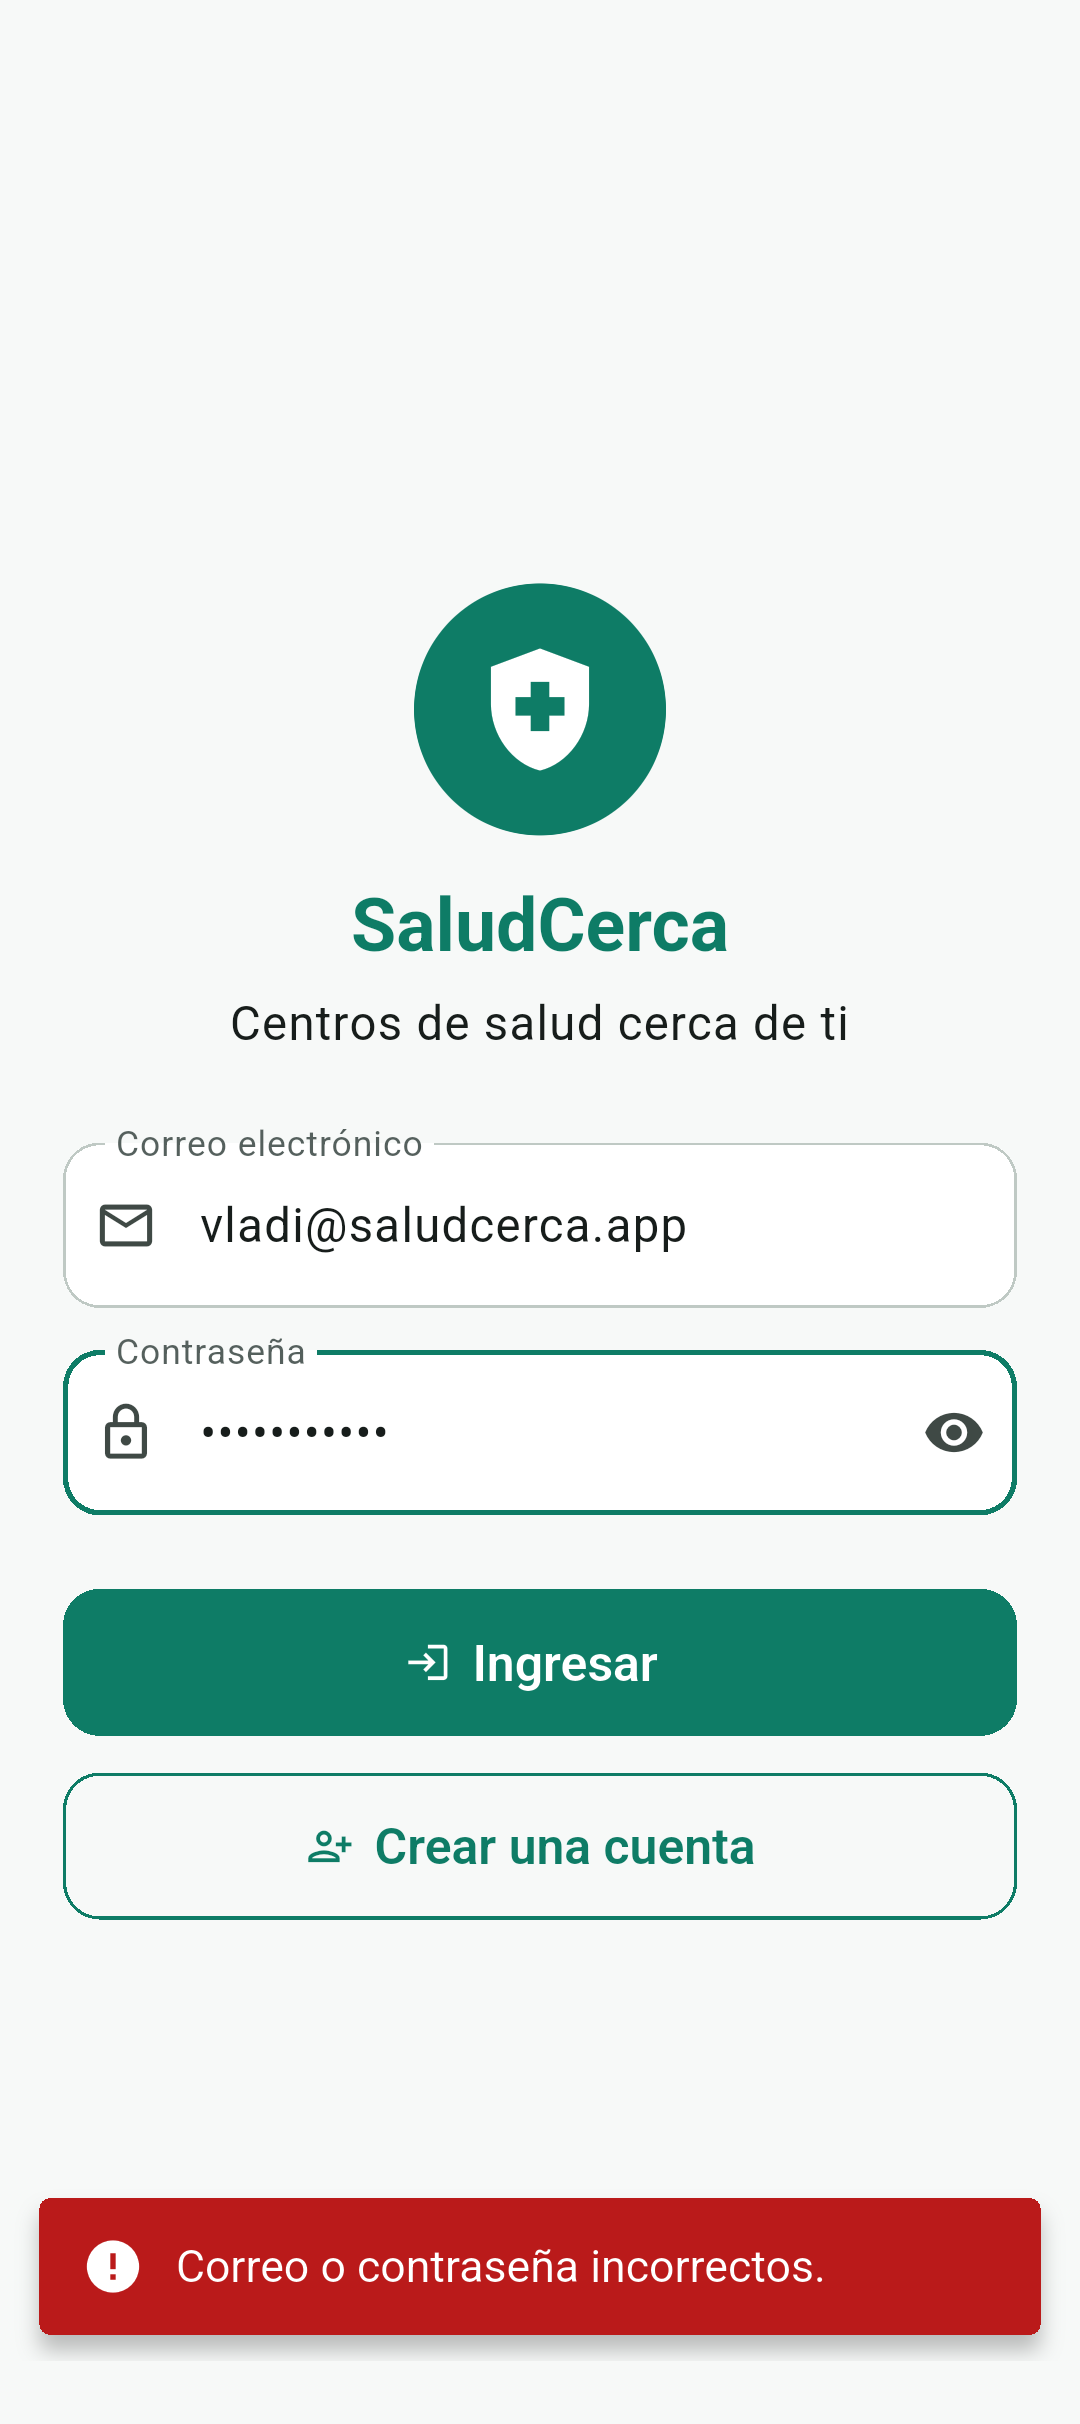 SaludCerca
Centros de salud cerca de ti
Correo electrónico
vladi@saludcerca.app
Contraseña
•••••••••••
Ingresar
Crear una cuenta
Correo o contraseña incorrectos.